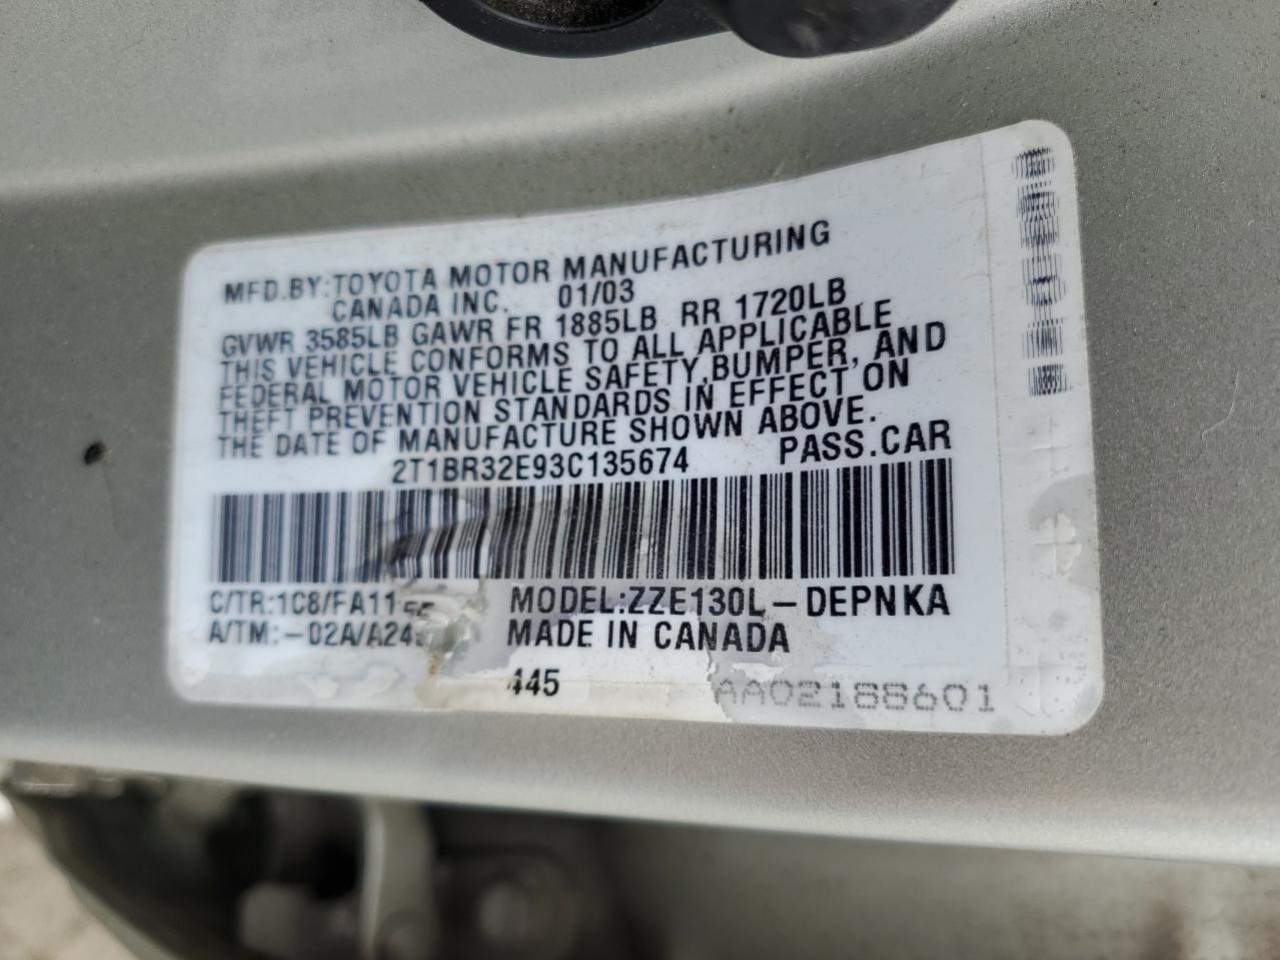 MFD.BY:TOYOTA MOTOR MANUFACTURING
CANADA INC. 01/03
GVWR 3585LB GAWR FR 1885LB RR 1720LB
THIS VEHICLE CONFORMS TO ALL APPLICABLE
FEDERAL MOTOR VEHICLE SAFETY,BUMPER, AND
THEFT PREVENTION STANDARDS IN EFFECT ON
THE DATE OF MANUFACTURE SHOWN ABOVE.
2T1BR32E93C135674 PASS.CAR
C/TR:1C8/FA11 MODEL:ZZE130L-DEPNKA
A/TM:-02A/A24 MADE IN CANADA
445
AA02188601